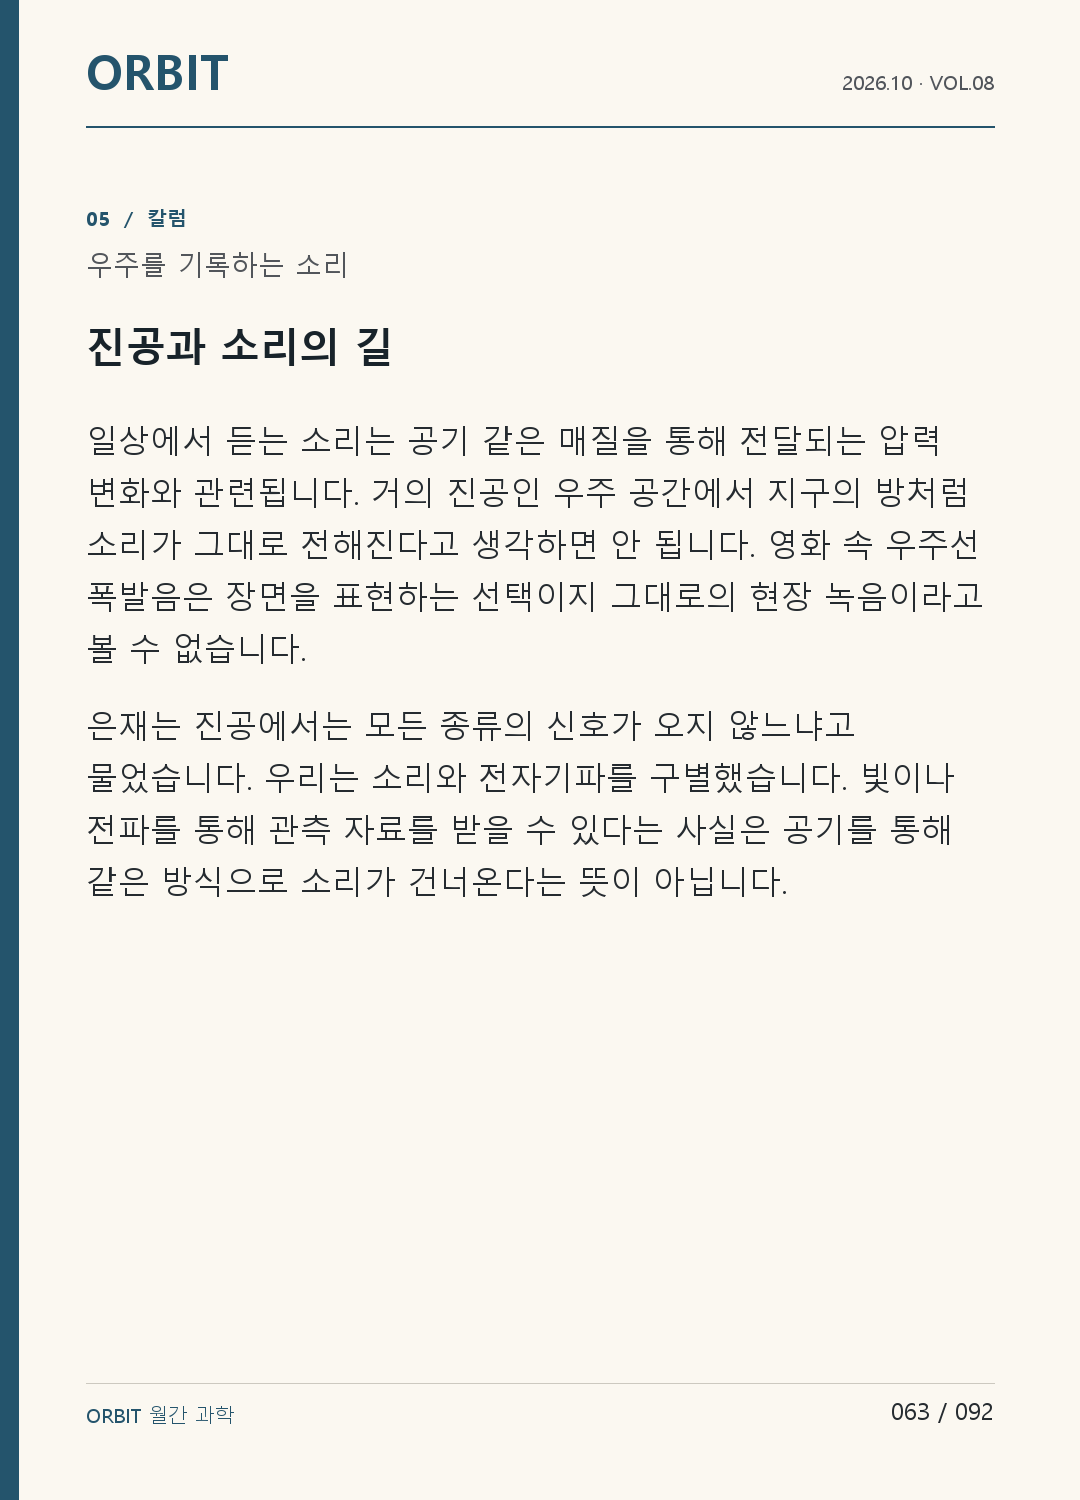 ORBIT
2026.10 · VOL.08
05 / 칼럼
우주를 기록하는 소리
진공과 소리의 길
일상에서 듣는 소리는 공기 같은 매질을 통해 전달되는 압력
변화와 관련됩니다. 거의 진공인 우주 공간에서 지구의 방처럼
소리가 그대로 전해진다고 생각하면 안 됩니다. 영화 속 우주선
폭발음은 장면을 표현하는 선택이지 그대로의 현장 녹음이라고
볼 수 없습니다.
은재는 진공에서는 모든 종류의 신호가 오지 않느냐고
물었습니다. 우리는 소리와 전자기파를 구별했습니다. 빛이나
전파를 통해 관측 자료를 받을 수 있다는 사실은 공기를 통해
같은 방식으로 소리가 건너온다는 뜻이 아닙니다.
ORBIT 월간 과학
063 / 092